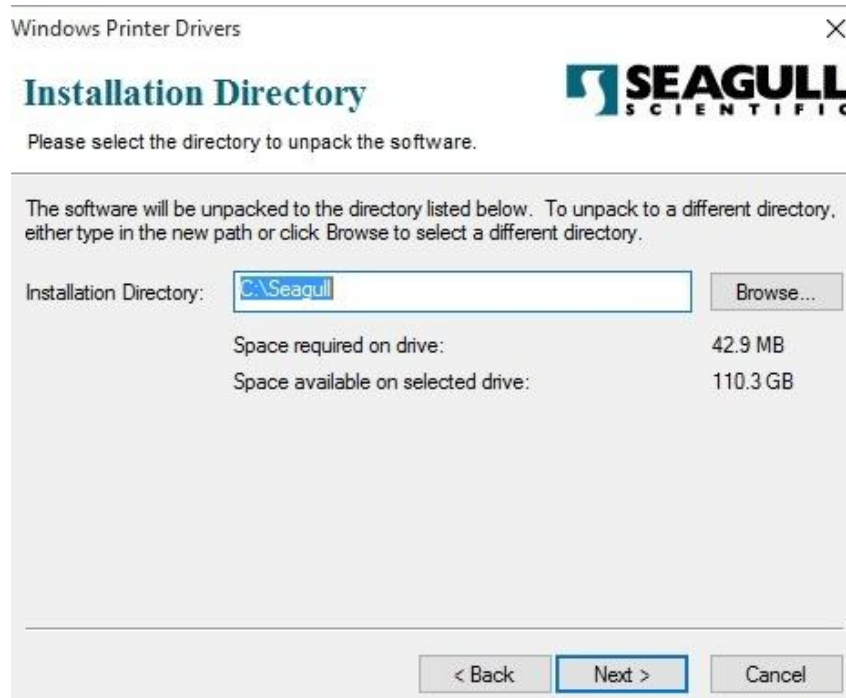 Windows Printer Drivers
Installation Directory
SEAGULL
SCIENTIFIC
Please select the directory to unpack the software.
The software will be unpacked to the directory listed below. To unpack to a different directory,
either type in the new path or click Browse to select a different directory.
Installation Directory: C:\Seagull Browse...
Space required on drive: 42.9 MB
Space available on selected drive: 110.3 GB
< Back Next > Cancel